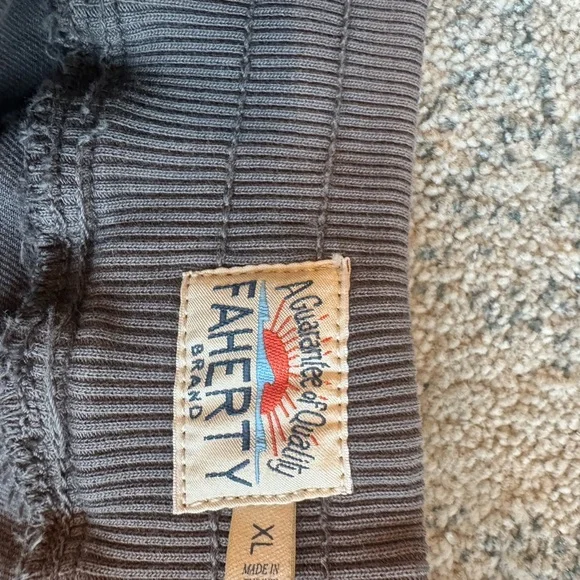 A Guarantee of Quality
FAHERTY
BRAND
XL
MADE IN